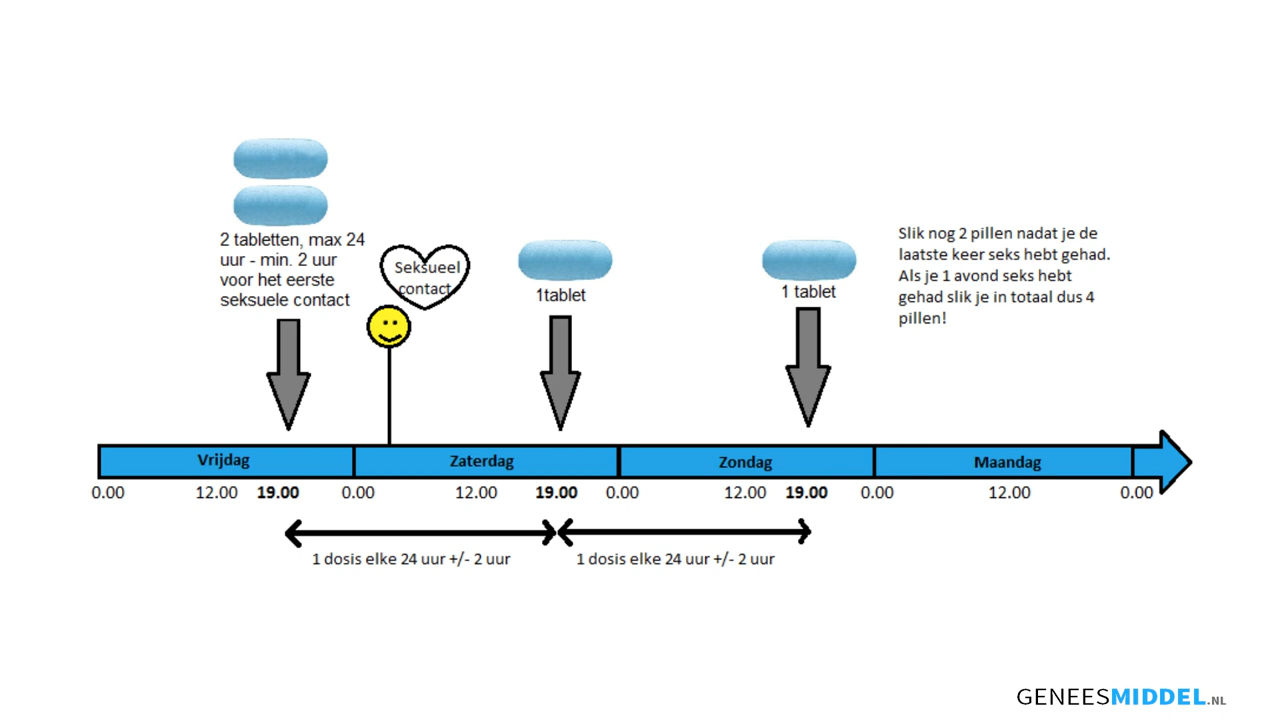 2 tabletten, max 24
uur - min. 2 uur
voor het eerste
seksuele contact
Seksueel
contact
1tablet
1 tablet
Slik nog 2 pillen nadat je de
laatste keer seks hebt gehad.
Als je 1 avond seks hebt
gehad slik je in totaal dus 4
pillen!
Vrijdag Zaterdag Zondag Maandag
0.00 12.00 19.00 0.00 12.00 19.00 0.00 12.00 19.00 0.00 12.00 0.00
1 dosis elke 24 uur +/- 2 uur 1 dosis elke 24 uur +/- 2 uur
GENEESMIDDEL.NL